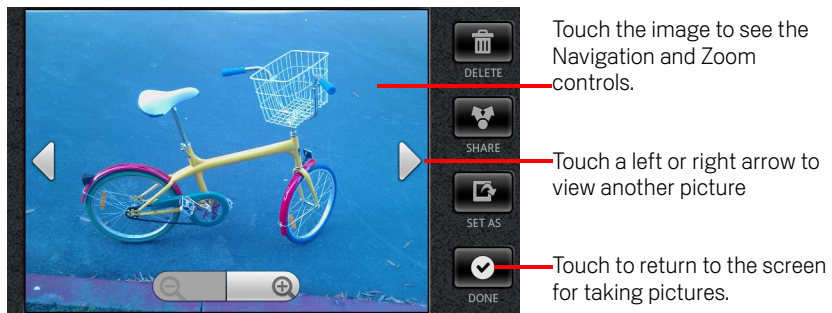 DELETE
SHARE
SET AS
DONE
Touch the image to see the
Navigation and Zoom
controls.
Touch a left or right arrow to
view another picture
Touch to return to the screen
for taking pictures.